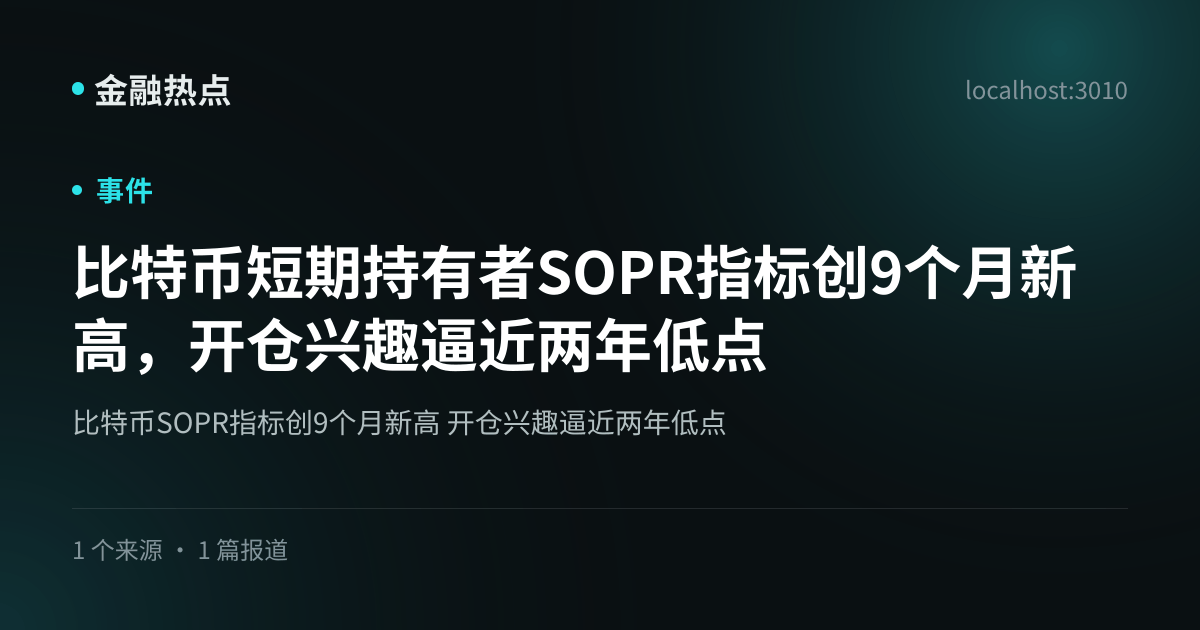 金融热点
localhost:3010
事件
比特币短期持有者SOPR指标创9个月新
高，开仓兴趣逼近两年低点
比特币SOPR指标创9个月新高 开仓兴趣逼近两年低点
1 个来源 · 1 篇报道